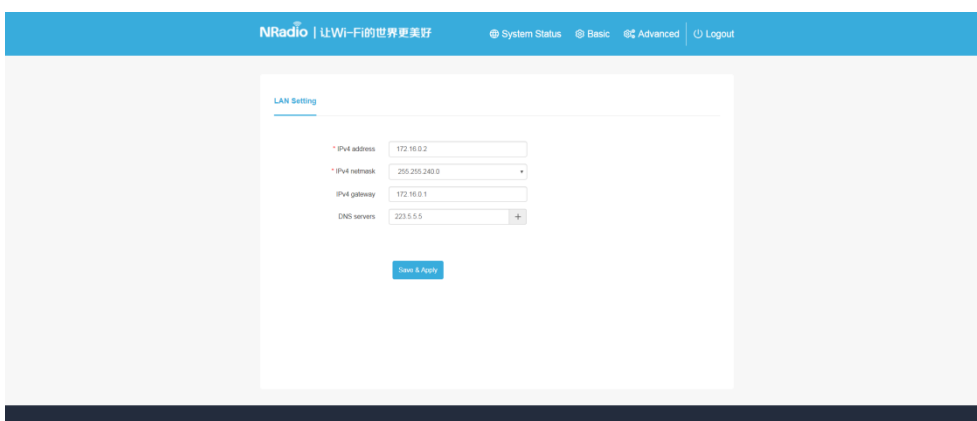 NRadio | 让Wi-Fi的世界更美好 System Status Basic Advanced Logout
LAN Setting
* IPv4 address 172.16.0.2
* IPv4 netmask 255.255.240.0
IPv4 gateway 172.16.0.1
DNS servers 223.5.5.5 +
Save & Apply